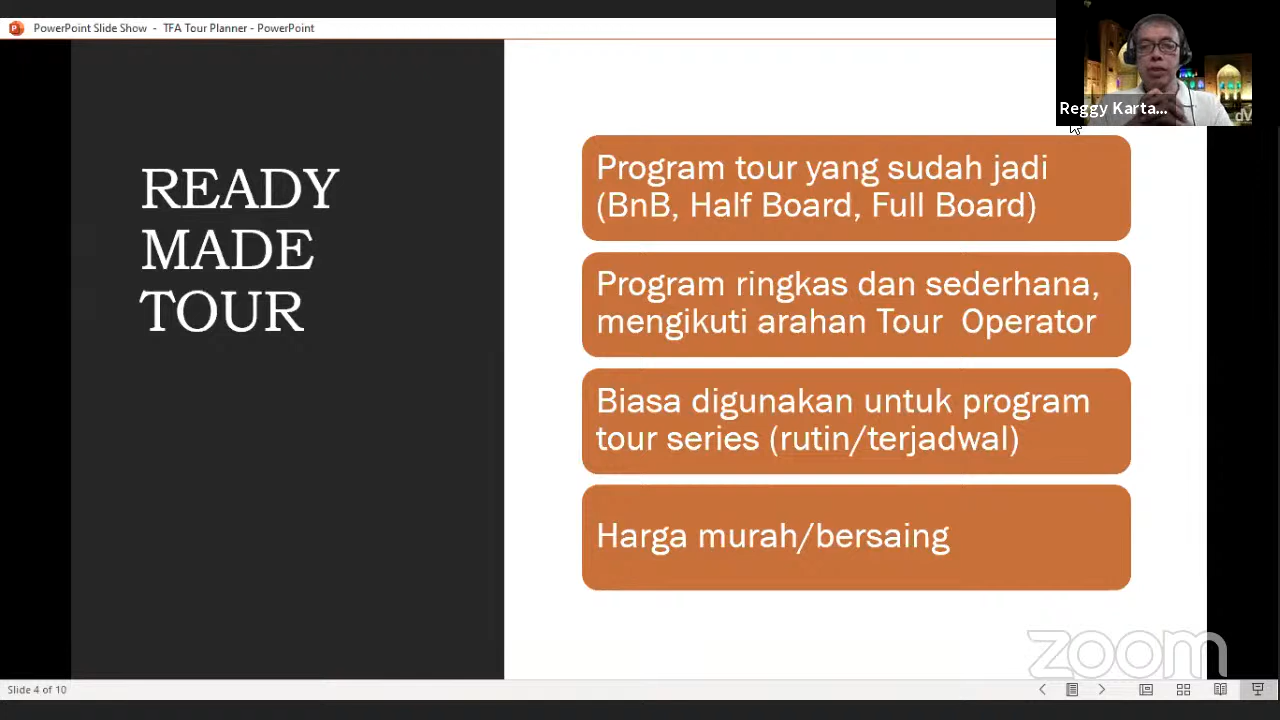 PowerPoint Slide Show - TFA Tour Planner - PowerPoint
Reggy Karta...
dV
READY
MADE
TOUR
Program tour yang sudah jadi
(BnB, Half Board, Full Board)
Program ringkas dan sederhana,
mengikuti arahan Tour Operator
Biasa digunakan untuk program
tour series (rutin/terjadwal)
Harga murah/bersaing
zoom
Slide 4 of 10